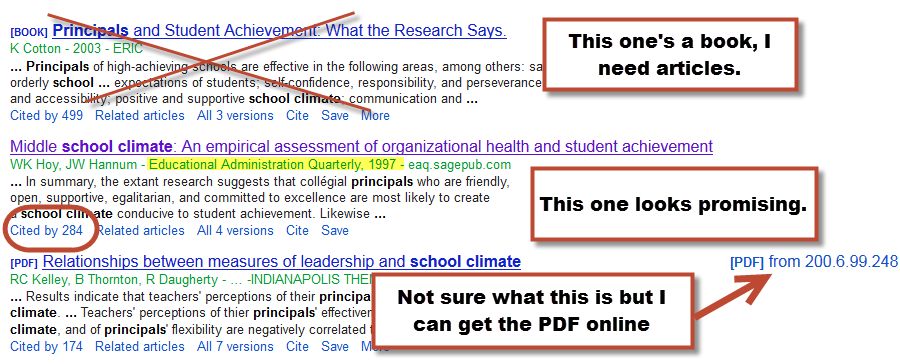 [BOOK] Principals and Student Achievement: What the Research Says.
K Cotton - 2003 - ERIC
... Principals of high-achieving schools are effective in the following areas, among others: sa
orderly school ... expectations of students; self-confidence, responsibility, and perseverance
and accessibility; positive and supportive school climate; communication and ...
Cited by 499 Related articles All 3 versions Cite Save More
This one's a book, I
need articles.
Middle school climate: An empirical assessment of organizational health and student achievement
WK Hoy, JW Hannum - Educational Administration Quarterly, 1997 - eaq.sagepub.com
... In summary, the extant research suggests that collégial principals who are friendly,
open, supportive, egalitarian, and committed to excellence are most likely to create
a school climate conducive to student achievement. Likewise ...
Cited by 284 Related articles All 4 versions Cite Save
This one looks promising.
[PDF] Relationships between measures of leadership and school climate
[PDF] from 200.6.99.248
RC Kelley, B Thornton, R Daugherty - ... -INDIANAPOLIS THEN
... Results indicate that teachers' perceptions of their principa
climate. ... Teachers' perceptions of thier principals' effectiven
climate, and of principals' flexibility are negatively correlated t
Cited by 174 Related articles All 7 versions Cite Save More
Not sure what this is but I
can get the PDF online